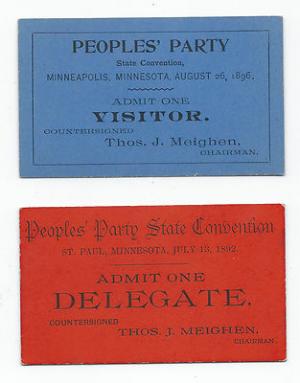 PEOPLES' PARTY
State Convention,
MINNEAPOLIS, MINNESOTA, AUGUST 26, 1896.
ADMIT ONE
VISITOR.
COUNTERSIGNED
Thos. J. Meighen,
CHAIRMAN.
Peoples' Party State Convention
ST. PAUL, MINNESOTA, JULY 13, 1892.
ADMIT ONE
DELEGATE.
COUNTERSIGNED
THOS. J. MEIGHEN,
CHAIRMAN.